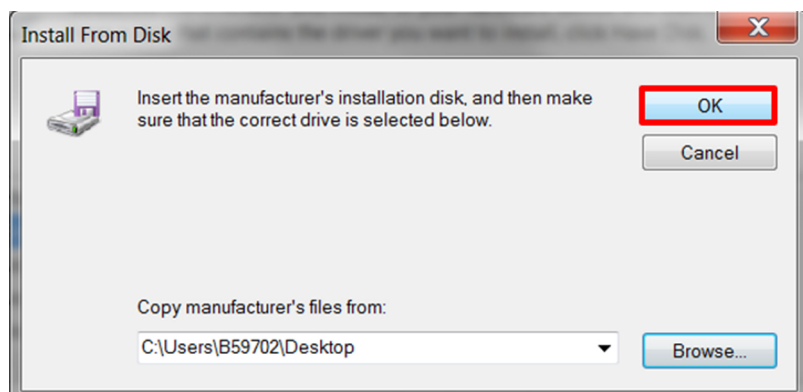 Install From Disk
Insert the manufacturer's installation disk, and then make
sure that the correct drive is selected below.
OK
Cancel
Copy manufacturer's files from:
C:\Users\B59702\Desktop
Browse...